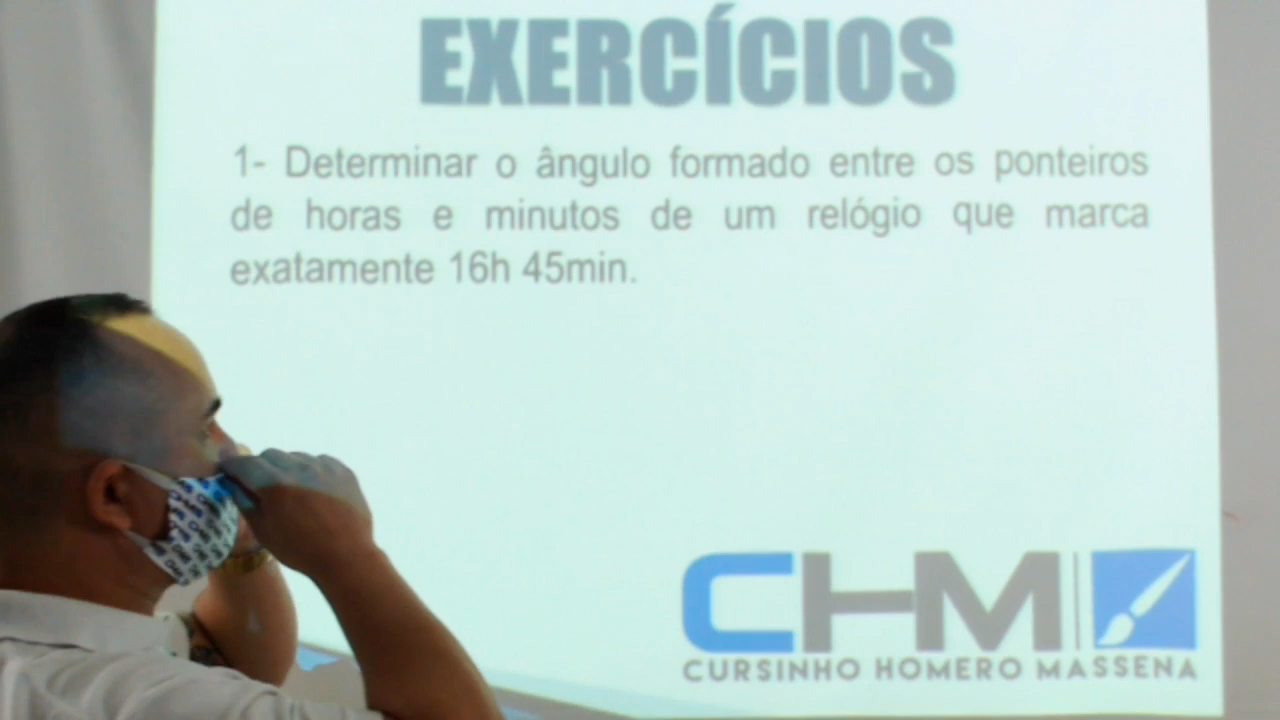 EXERCÍCIOS
1- Determinar o ângulo formado entre os ponteiros
de horas e minutos de um relógio que marca
exatamente 16h 45min.
CHM
CURSINHO HOMERO MASSENA